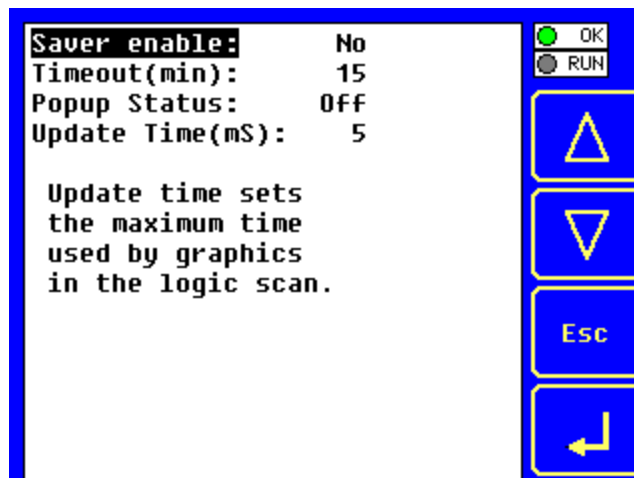 Saver enable: No
Timeout(min): 15
Popup Status: Off
Update Time(mS): 5
Update time sets
the maximum time
used by graphics
in the logic scan.
OK
RUN
Esc